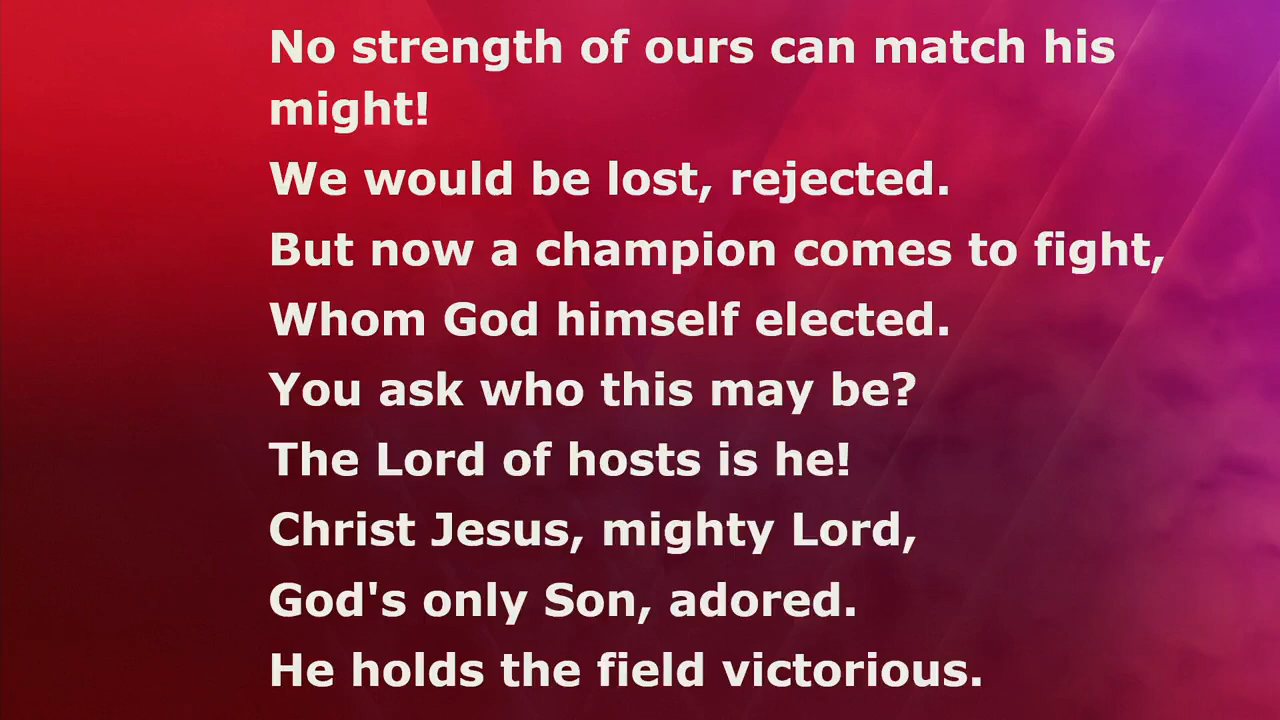 No strength of ours can match his
might!
We would be lost, rejected.
But now a champion comes to fight,
Whom God himself elected.
You ask who this may be?
The Lord of hosts is he!
Christ Jesus, mighty Lord,
God's only Son, adored.
He holds the field victorious.